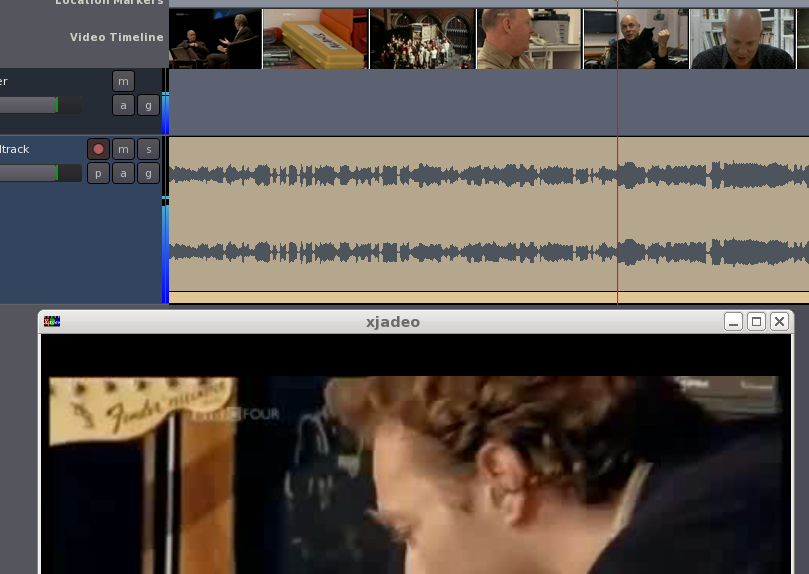 Location Markers
Video Timeline
er
m
a
g
ltrack
m
s
p
a
g
xjadeo
Fender
FOUR